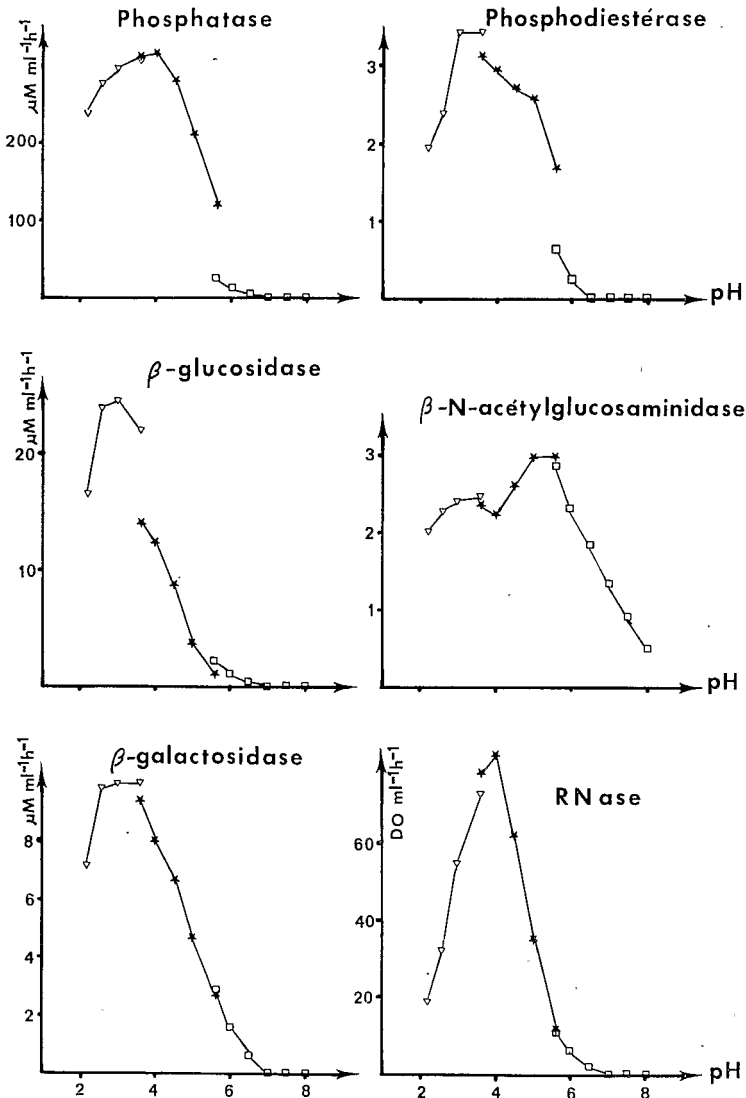 Phosphatase
µM ml⁻¹h⁻¹
200
100
Phosphodiestérase
3
2
1
pH
β-glucosidase
µM ml⁻¹h⁻¹
20
10
β-N-acétylglucosaminidase
3
2
1
pH
β-galactosidase
µM ml⁻¹h⁻¹
8
6
4
2
2 4 6 8
RNase
DO ml⁻¹h⁻¹
60
40
20
2 4 6 8
pH